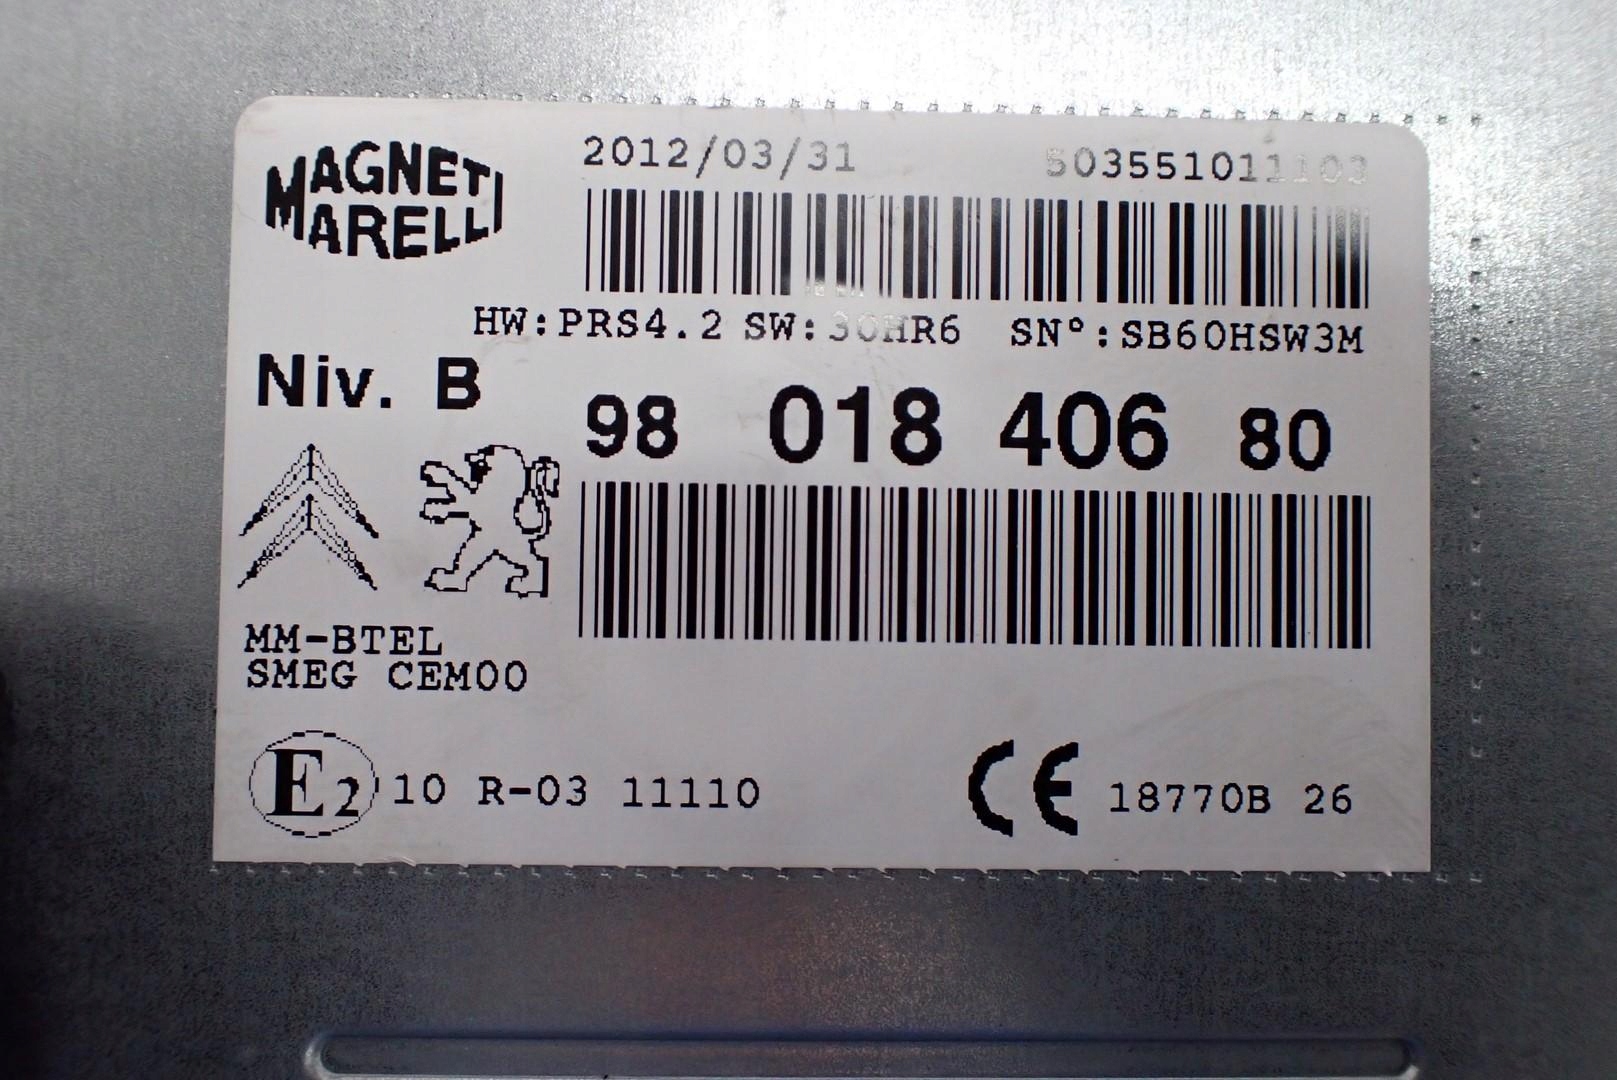 MAGNETI MARELLI
2012/03/31 503551011103
HW:PRS4.2 SW:30HR6 SN°:SB60HSW3M
Niv. B
98 018 406 80
MM-BTEL
SMEG CEM00
E2 10 R-03 11110
CE 18770B 26